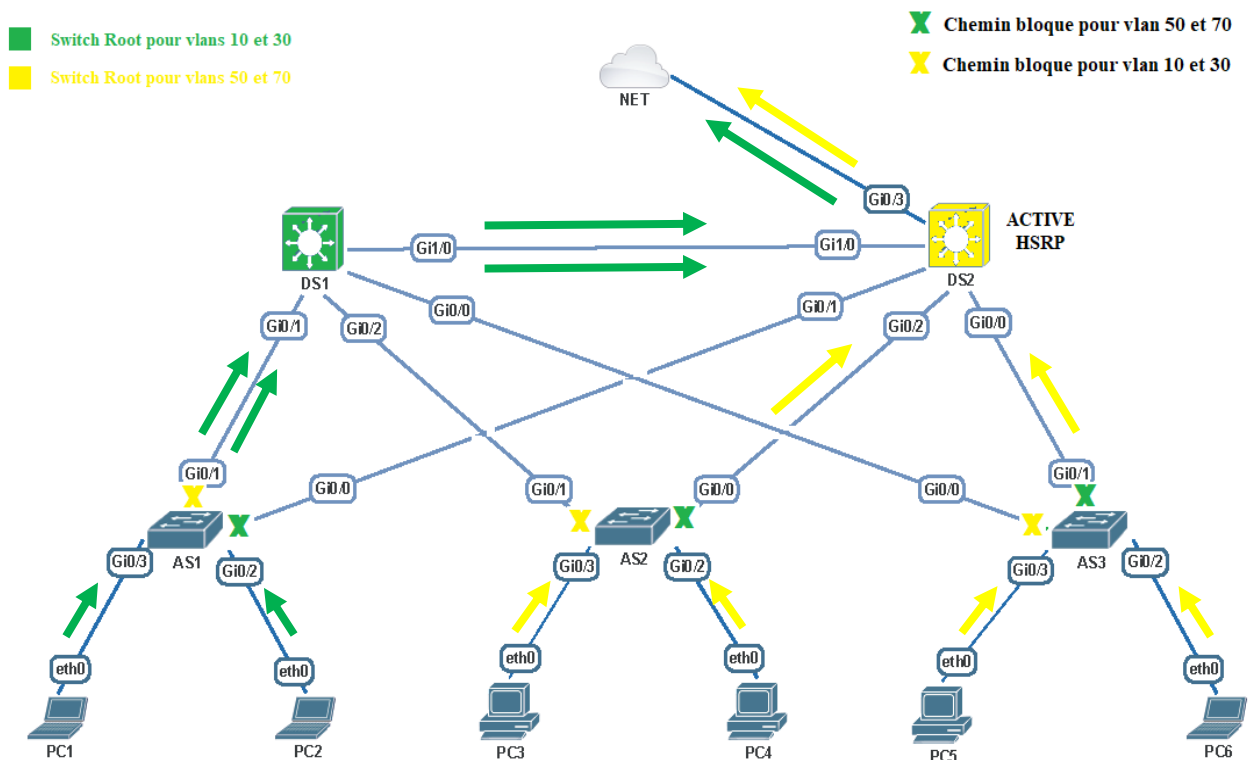 Switch Root pour vlans 10 et 30
Switch Root pour vlans 50 et 70
Chemin bloque pour vlan 50 et 70
Chemin bloque pour vlan 10 et 30
NET
Gi0/3
ACTIVE
HSRP
Gi1/0
Gi1/0
DS1
DS2
Gi0/0
Gi0/1
Gi0/1
Gi0/2
Gi0/2
Gi0/0
Gi0/1
Gi0/0
Gi0/1
Gi0/0
Gi0/0
Gi0/1
AS1
AS2
AS3
Gi0/3
Gi0/2
Gi0/3
Gi0/2
Gi0/3
Gi0/2
eth0
eth0
eth0
eth0
eth0
eth0
PC1
PC2
PC3
PC4
PC5
PC6